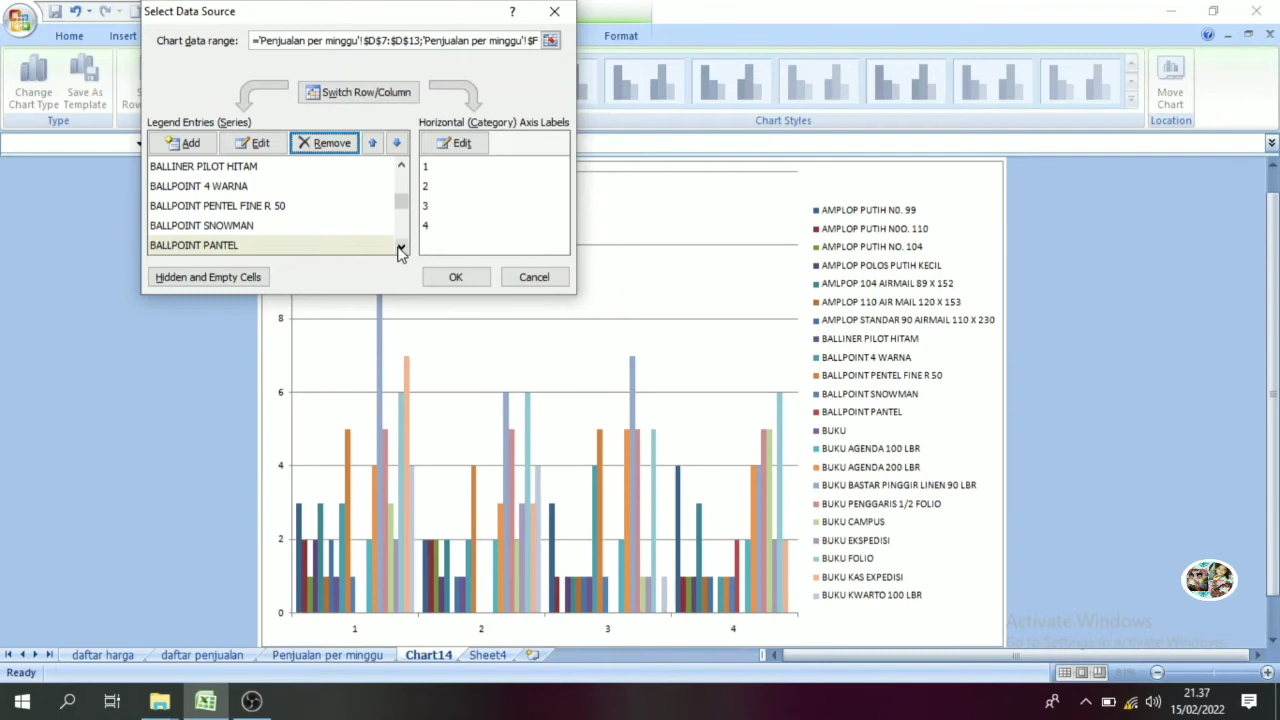 Select Data Source
Home
Insert
Format
Chart data range:
='Penjualan per minggu'!$D$7:$D$13;'Penjualan per minggu'!$F
Switch Row/Column
Change
Chart Type
Save As
Template
Move
Chart
Type
Chart Styles
Location
Legend Entries (Series)
Horizontal (Category) Axis Labels
Add
Edit
Remove
Edit
BALLINER PILOT HITAM
BALLPOINT 4 WARNA
BALLPOINT PENTEL FINE R 50
BALLPOINT SNOWMAN
BALLPOINT PANTEL
1
2
3
4
Hidden and Empty Cells
OK
Cancel
8
6
4
2
0
1
2
3
4
AMPLOP PUTIH N0. 99
AMPLOP PUTIH N0O. 110
AMPLOP PUTIH NO. 104
AMPLOP POLOS PUTIH KECIL
AMLPOP 104 AIRMAIL 89 X 152
AMPLOP 110 AIR MAIL 120 X 153
AMPLOP STANDAR 90 AIRMAIL 110 X 230
BALLINER PILOT HITAM
BALLPOINT 4 WARNA
BALLPOINT PENTEL FINE R 50
BALLPOINT SNOWMAN
BALLPOINT PANTEL
BUKU
BUKU AGENDA 100 LBR
BUKU AGENDA 200 LBR
BUKU BASTAR PINGGIR LINEN 90 LBR
BUKU PENGGARIS 1/2 FOLIO
BUKU CAMPUS
BUKU EKSPEDISI
BUKU FOLIO
BUKU KAS EXPEDISI
BUKU KWARTO 100 LBR
Activate Windows
Go to Settings to activate Windows.
daftar harga
daftar penjualan
Penjualan per minggu
Chart14
Sheet4
Ready
21.37
15/02/2022